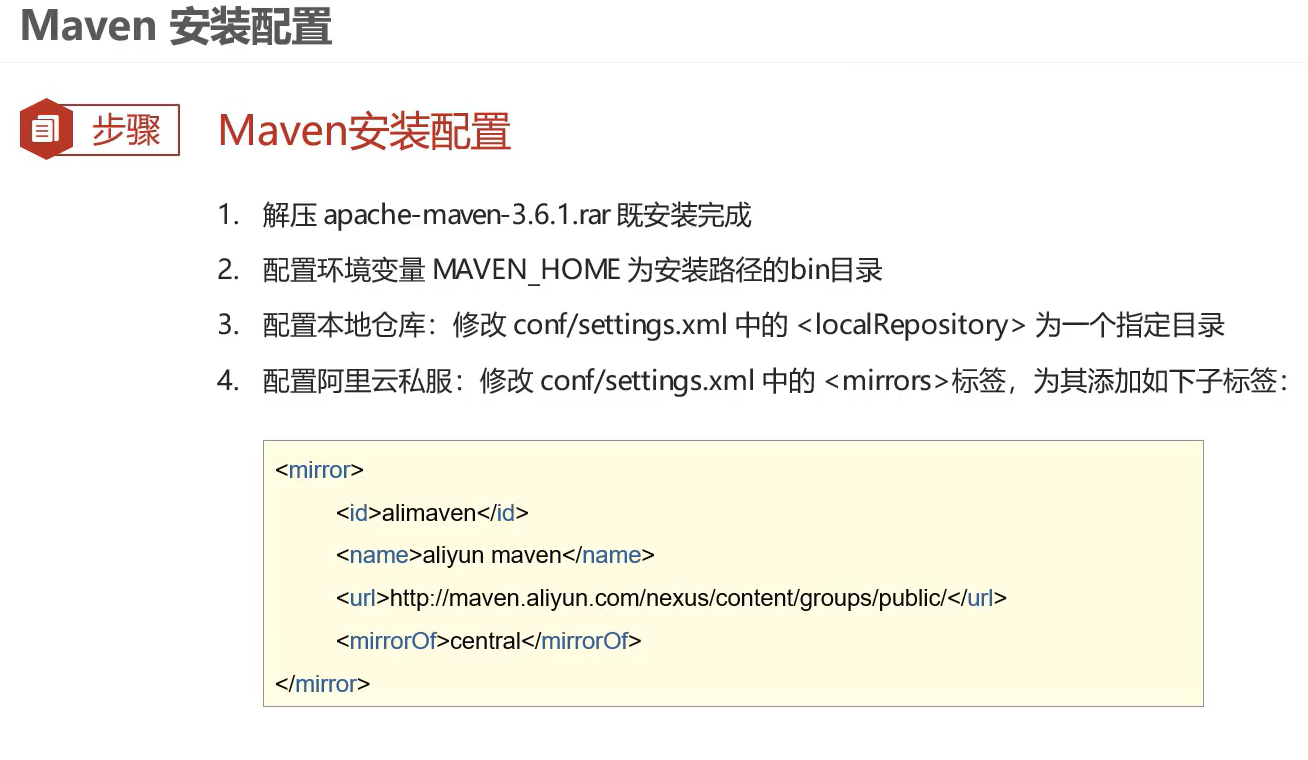 Maven 安装配置
步骤
Maven安装配置
1. 解压 apache-maven-3.6.1.rar 既安装完成
2. 配置环境变量 MAVEN_HOME 为安装路径的bin目录
3. 配置本地仓库：修改 conf/settings.xml 中的 <localRepository> 为一个指定目录
4. 配置阿里云私服：修改 conf/settings.xml 中的 <mirrors>标签，为其添加如下子标签：
<mirror>
<id>alimaven</id>
<name>aliyun maven</name>
<url>http://maven.aliyun.com/nexus/content/groups/public/</url>
<mirrorOf>central</mirrorOf>
</mirror>